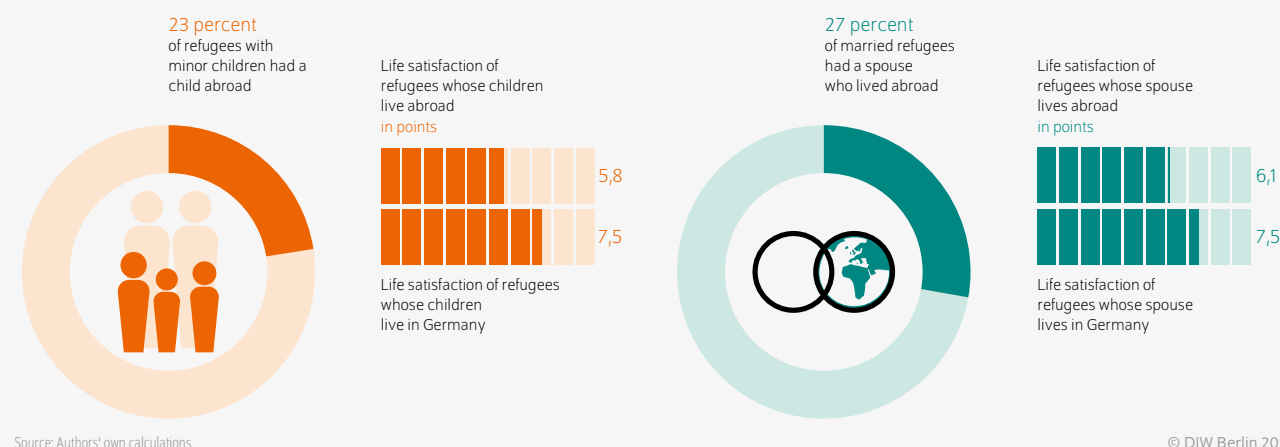 23 percent
of refugees with
minor children had a
child abroad
Life satisfaction of
refugees whose children
live abroad
in points
5,8
7,5
Life satisfaction of refugees
whose children
live in Germany
27 percent
of married refugees
had a spouse
who lived abroad
Life satisfaction of
refugees whose spouse
lives abroad
in points
6,1
7,5
Life satisfaction of
refugees whose spouse
lives in Germany
Source: Authors' own calculations
© DIW Berlin 20